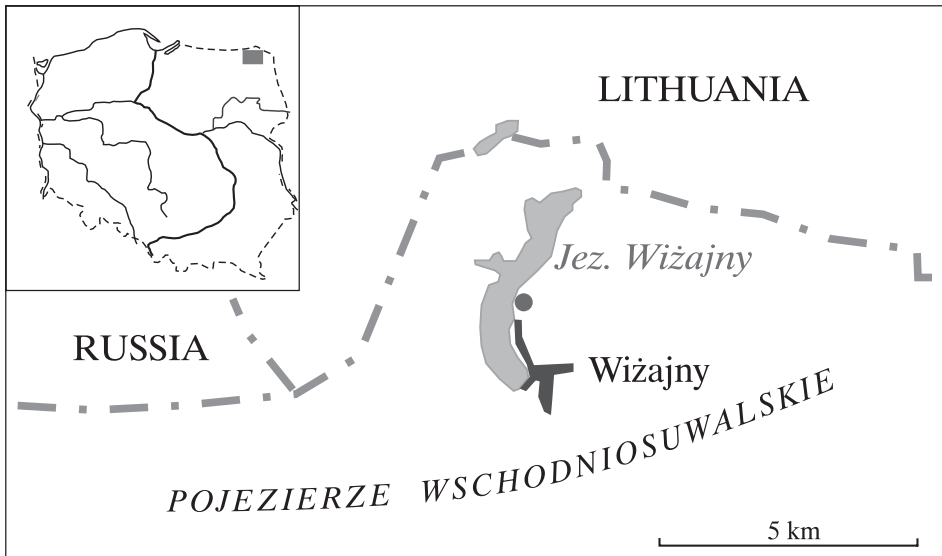 LITHUANIA
Jez. Wiżajny
RUSSIA
Wiżajny
POJEZIERZE WSCHODNIOSUWALSKIE
5 km